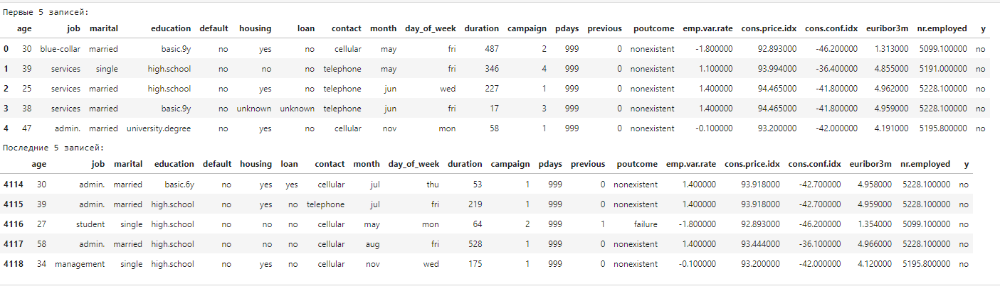 Первые 5 записей:
age job marital education default housing loan contact month day_of_week duration campaign pdays previous poutcome emp.var.rate cons.price.idx cons.conf.idx euribor3m nr.employed y
0 30 blue-collar married basic.9y no yes no cellular may fri 487 2 999 0 nonexistent -1.800000 92.893000 -46.200000 1.313000 5099.100000 no
1 39 services single high.school no no no telephone may fri 346 4 999 0 nonexistent 1.100000 93.994000 -36.400000 4.855000 5191.000000 no
2 25 services married high.school no yes no telephone jun wed 227 1 999 0 nonexistent 1.400000 94.465000 -41.800000 4.962000 5228.100000 no
3 38 services married basic.9y no unknown unknown telephone jun fri 17 3 999 0 nonexistent 1.400000 94.465000 -41.800000 4.959000 5228.100000 no
4 47 admin. married university.degree no yes no cellular nov mon 58 1 999 0 nonexistent -0.100000 93.200000 -42.000000 4.191000 5195.800000 no
Последние 5 записей:
age job marital education default housing loan contact month day_of_week duration campaign pdays previous poutcome emp.var.rate cons.price.idx cons.conf.idx euribor3m nr.employed y
4114 30 admin. married basic.6y no yes yes cellular jul thu 53 1 999 0 nonexistent 1.400000 93.918000 -42.700000 4.958000 5228.100000 no
4115 39 admin. married high.school no yes no telephone jul fri 219 1 999 0 nonexistent 1.400000 93.918000 -42.700000 4.959000 5228.100000 no
4116 27 student single high.school no no no cellular may mon 64 2 999 1 failure -1.800000 92.893000 -46.200000 1.354000 5099.100000 no
4117 58 admin. married high.school no no no cellular aug fri 528 1 999 0 nonexistent 1.400000 93.444000 -36.100000 4.966000 5228.100000 no
4118 34 management single high.school no yes no cellular nov wed 175 1 999 0 nonexistent -0.100000 93.200000 -42.000000 4.120000 5195.800000 no